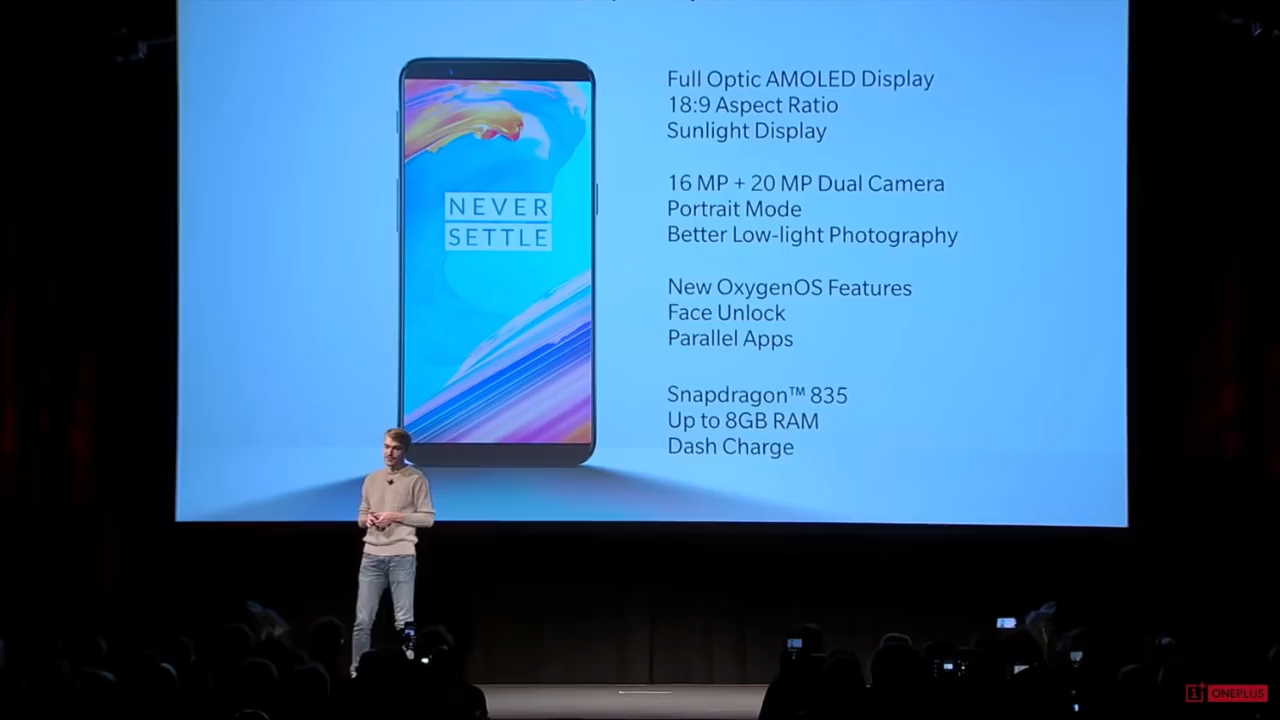 NEVER
SETTLE
Full Optic AMOLED Display
18:9 Aspect Ratio
Sunlight Display
16 MP + 20 MP Dual Camera
Portrait Mode
Better Low-light Photography
New OxygenOS Features
Face Unlock
Parallel Apps
Snapdragon™ 835
Up to 8GB RAM
Dash Charge
1+ ONEPLUS